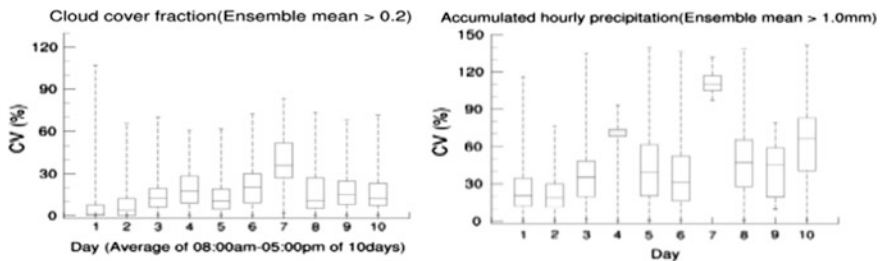 Cloud cover fraction(Ensemble mean > 0.2)
120
90
60
30
0
CV (%)
1 2 3 4 5 6 7 8 9 10
Day (Average of 08:00am-05:00pm of 10days)
Accumulated hourly precipitation(Ensemble mean > 1.0mm)
150
120
90
60
30
0
CV (%)
1 2 3 4 5 6 7 8 9 10
Day